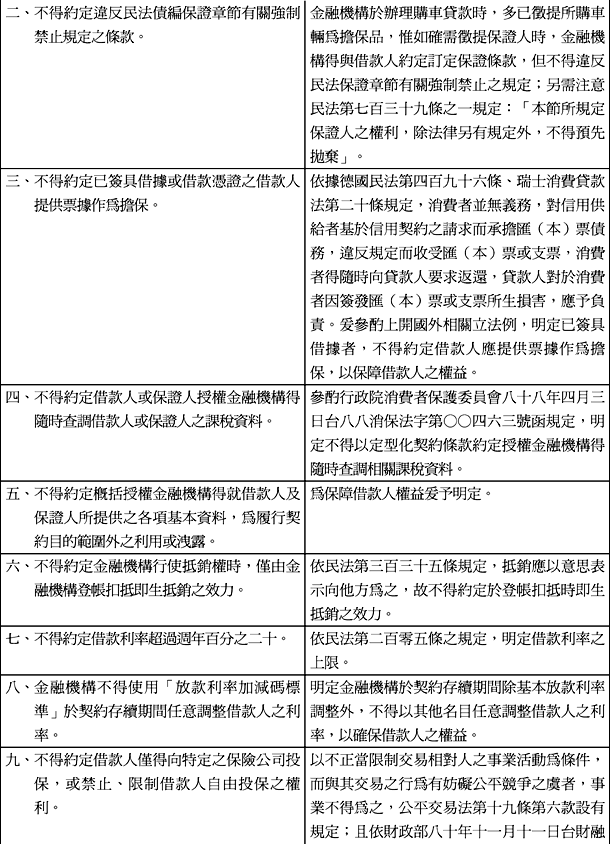 二、不得約定違反民法債編保證章節有關強制
禁止規定之條款。
金融機構於辦理購車貸款時，多已徵提所購車
輛為擔保品，惟如確需徵提保證人時，金融機
構得與借款人約定訂定保證條款，但不得違反
民法保證章節有關強制禁止之規定；另需注意
民法第七百三十九條之一規定：「本節所規定
保證人之權利，除法律另有規定外，不得預先
拋棄」。
三、不得約定已簽具借據或借款憑證之借款人
提供票據作為擔保。
依據德國民法第四百九十六條、瑞士消費貸款
法第二十條規定，消費者並無義務，對信用供
給者基於信用契約之請求而承擔匯（本）票債
務，違反規定而收受匯（本）票或支票，消費
者得隨時向貸款人要求返還，貸款人對於消費
者因簽發匯（本）票或支票所生損害，應予負
責。爰參酌上開國外相關立法例，明定已簽具
借據者，不得約定借款人應提供票據作為擔
保，以保障借款人之權益。
四、不得約定借款人或保證人授權金融機構得
隨時查調借款人或保證人之課稅資料。
參酌行政院消費者保護委員會八十八年四月三
日台八八消保法字第○○四六三號函規定，明
定不得以定型化契約條款約定授權金融機構得
隨時查調相關課稅資料。
五、不得約定概括授權金融機構得就借款人及
保證人所提供之各項基本資料，為履行契
約目的範圍外之利用或洩露。
為保障借款人權益爰予明定。
六、不得約定金融機構行使抵銷權時，僅由金
融機構登帳扣抵即生抵銷之效力。
依民法第三百三十五條規定，抵銷應以意思表
示向他方為之，故不得約定於登帳扣抵時即生
抵銷之效力。
七、不得約定借款利率超過週年百分之二十。
依民法第二百零五條之規定，明定借款利率之
上限。
八、金融機構不得使用「放款利率加減碼標
準」於契約存續期間任意調整借款人之利
率。
明定金融機構於契約存續期間除基本放款利率
調整外，不得以其他名目任意調整借款人之利
率，以確保借款人之權益。
九、不得約定借款人僅得向特定之保險公司投
保，或禁止、限制借款人自由投保之權
利。
以不正當限制交易相對人之事業活動為條件，
而與其交易之行為有妨礙公平競爭之虞者，事
業不得為之，公平交易法第十九條第六款設有
規定；且依財政部八十年十一月十一日台財融